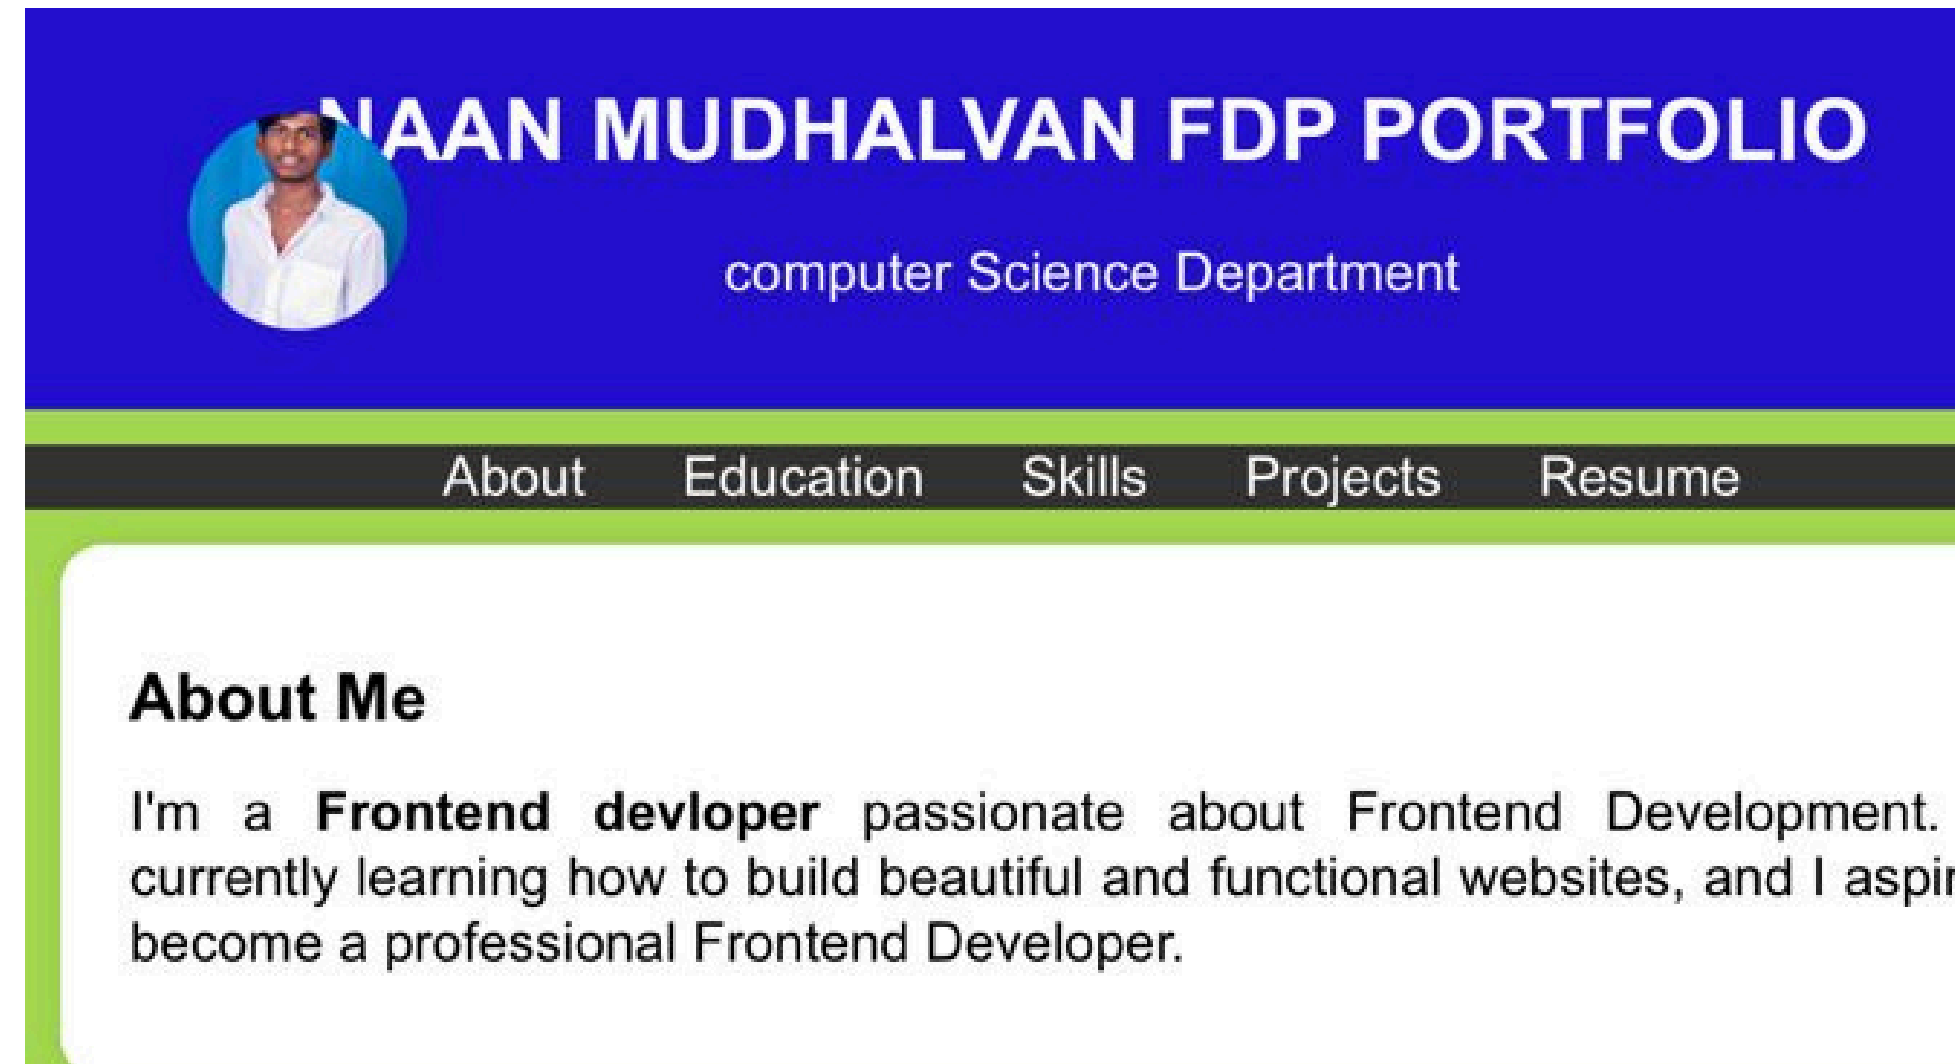 NAAN MUDHALVAN FDP PORTFOLIO
computer Science Department
About Education Skills Projects Resume
About Me
I'm a Frontend devloper passionate about Frontend Development.
currently learning how to build beautiful and functional websites, and I
become a professional Frontend Developer.